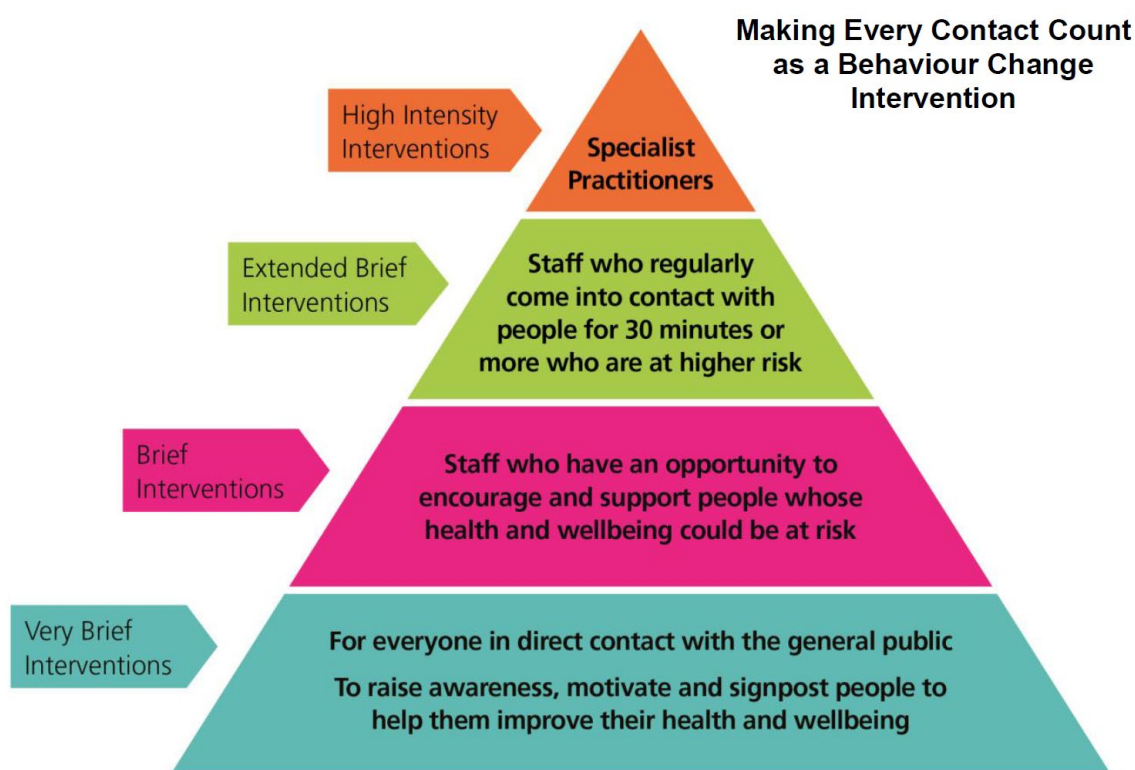 Making Every Contact Count
as a Behaviour Change
Intervention
High Intensity
Interventions
Specialist
Practitioners
Extended Brief
Interventions
Staff who regularly
come into contact with
people for 30 minutes or
more who are at higher risk
Brief
Interventions
Staff who have an opportunity to
encourage and support people whose
health and wellbeing could be at risk
Very Brief
Interventions
For everyone in direct contact with the general public
To raise awareness, motivate and signpost people to
help them improve their health and wellbeing